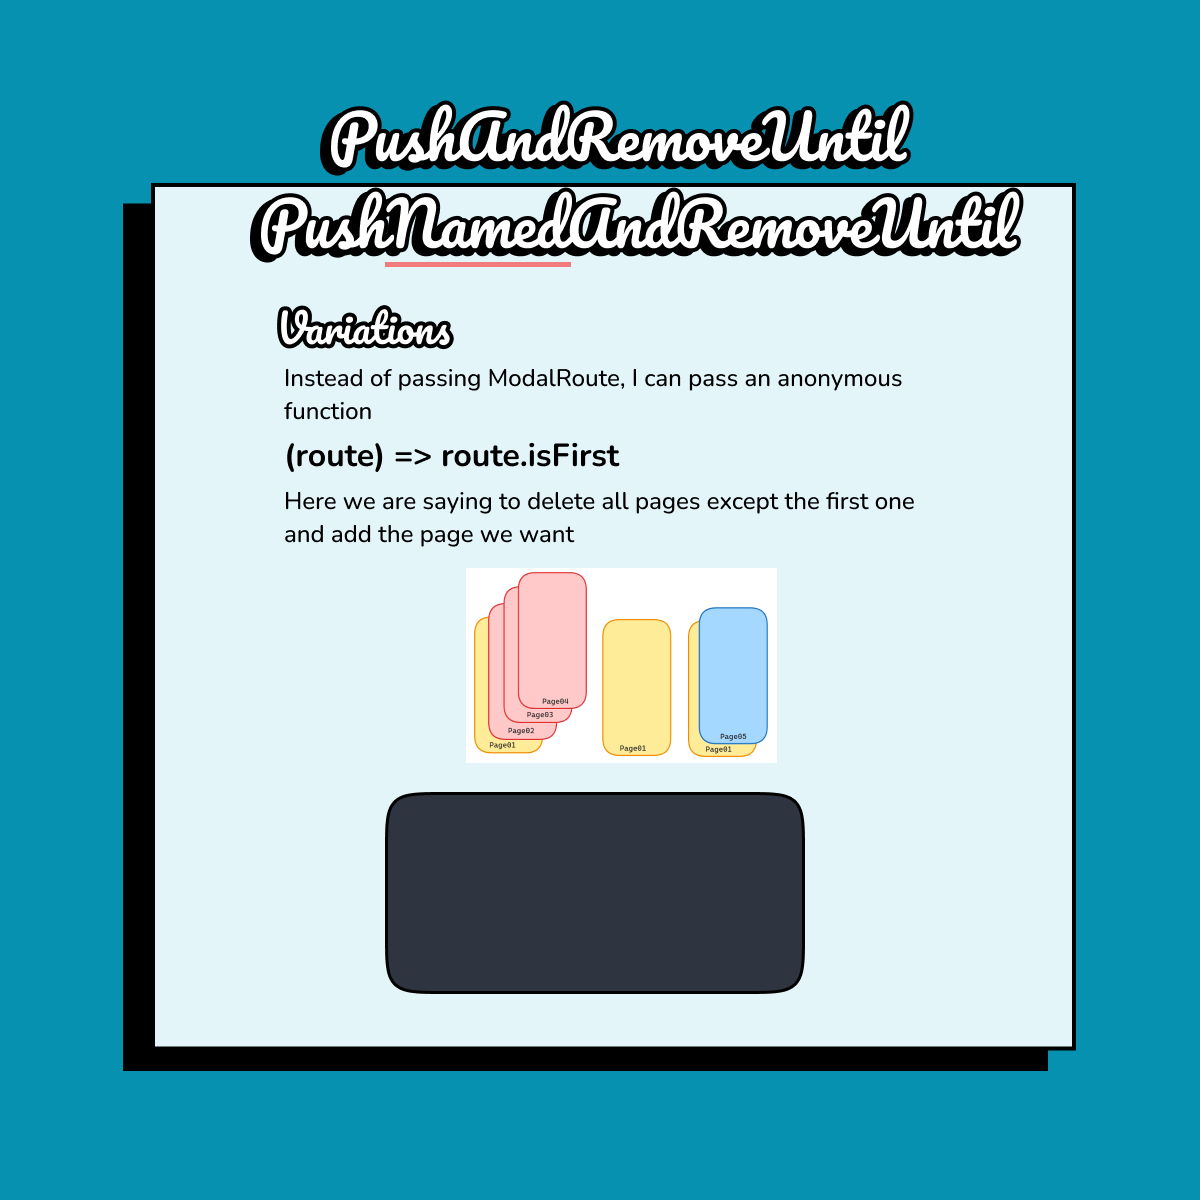 PushAndRemoveUntil
PushNamedAndRemoveUntil
Variations
Instead of passing ModalRoute, I can pass an anonymous
function
(route) => route.isFirst
Here we are saying to delete all pages except the first one
and add the page we want
Page04
Page03
Page02
Page01
Page01
Page05
Page01